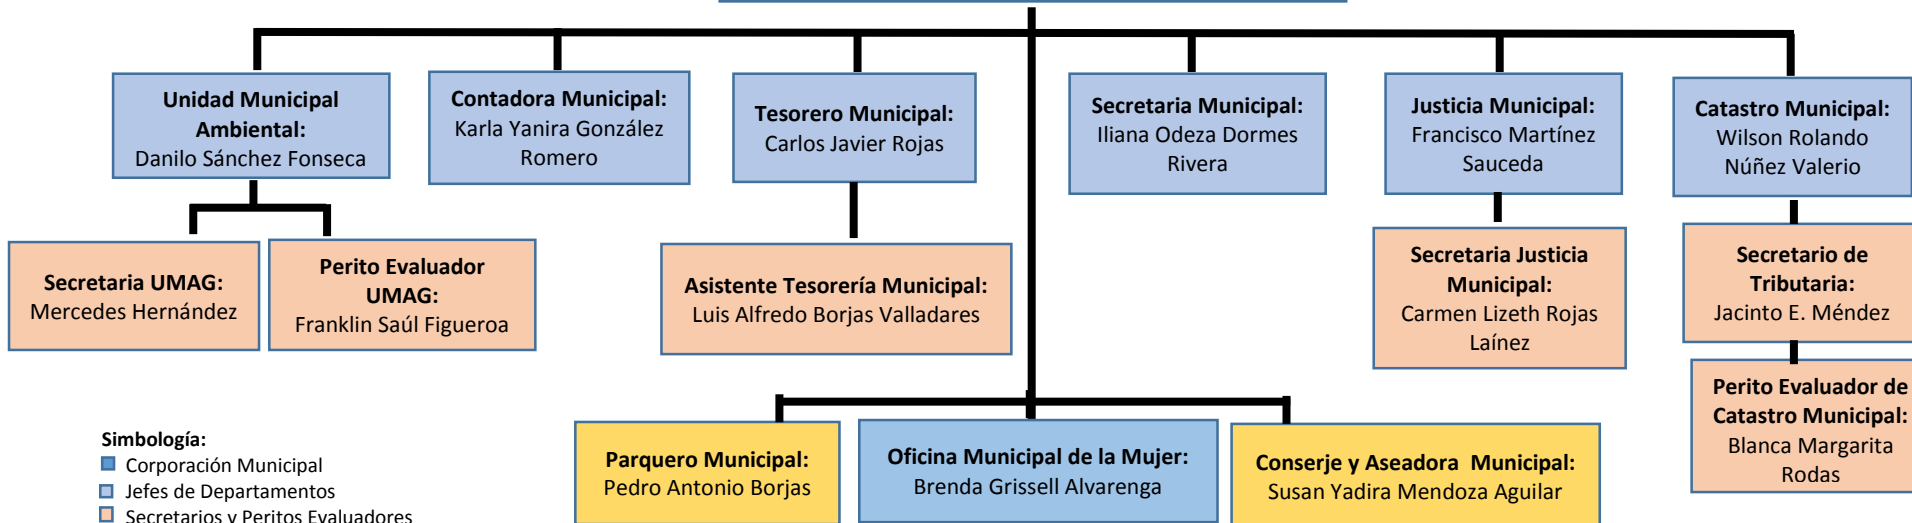 Unidad Municipal
Ambiental:
Danilo Sánchez Fonseca
Contadora Municipal:
Karla Yanira González
Romero
Tesorero Municipal:
Carlos Javier Rojas
Secretaria Municipal:
Iliana Odeza Dormes
Rivera
Justicia Municipal:
Francisco Martínez
Sauceda
Catastro Municipal:
Wilson Rolando
Núñez Valerio
Secretaria UMAG:
Mercedes Hernández
Perito Evaluador
UMAG:
Franklin Saúl Figueroa
Asistente Tesorería Municipal:
Luis Alfredo Borjas Valladares
Secretaria Justicia
Municipal:
Carmen Lizeth Rojas
Laínez
Secretario de
Tributaria:
Jacinto E. Méndez
Perito Evaluador de
Catastro Municipal:
Blanca Margarita
Rodas
Parquero Municipal:
Pedro Antonio Borjas
Oficina Municipal de la Mujer:
Brenda Grissell Alvarenga
Conserje y Aseadora  Municipal:
Susan Yadira Mendoza Aguilar
Simbología:
Corporación Municipal
Jefes de Departamentos
Secretarios y Peritos Evaluadores